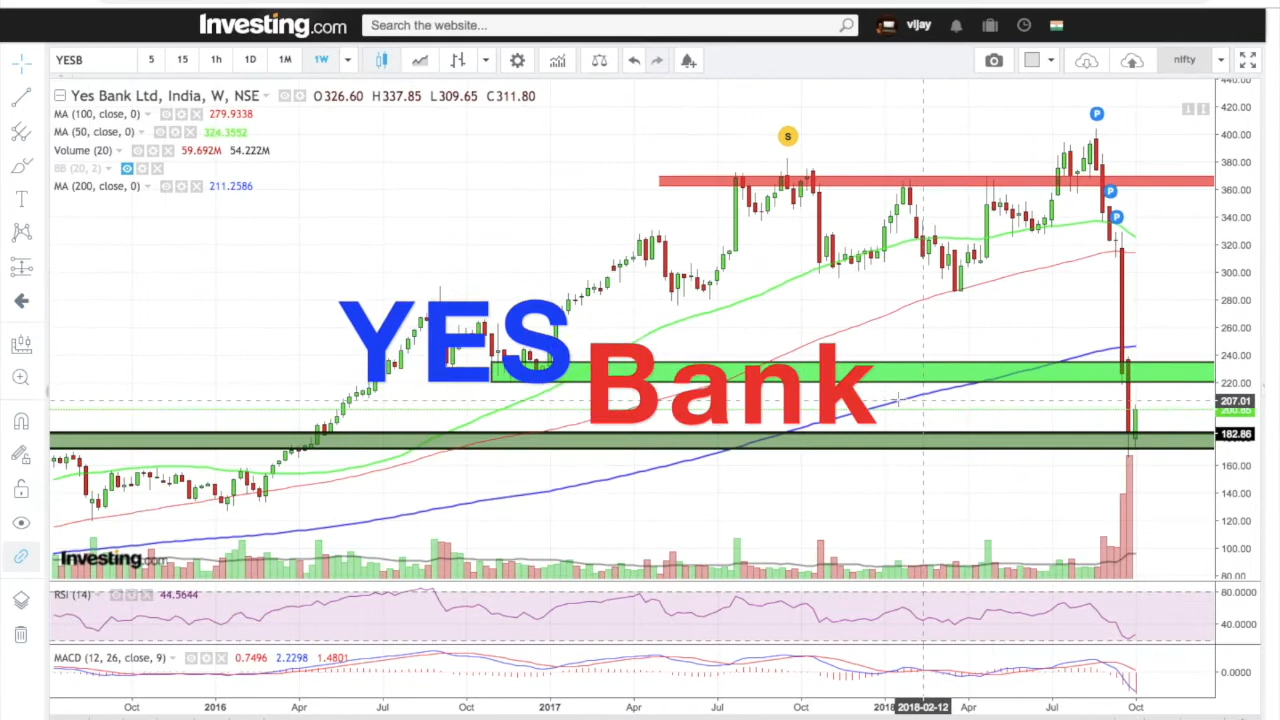 Investing.com Search the website... vijay
YESB 5 15 1h 1D 1M 1W nifty
Yes Bank Ltd, India, W, NSE O326.60 H337.85 L309.65 C311.80
MA (100, close, 0) 279.9338
MA (50, close, 0) 324.3552
Volume (20) 59.692M 54.222M
BB (20, 2)
MA (200, close, 0) 211.2586
S
P
P
P
440.00
420.00
400.00
380.00
360.00
340.00
320.00
300.00
280.00
260.00
240.00
220.00
207.01
200.65
182.86
160.00
140.00
120.00
100.00
80.00
YES
Bank
Investing.com
RSI (14) 44.5644
80.0000
40.0000
MACD (12, 26, close, 9) 0.7496 2.2298 1.4801
0.0000
Oct 2016 Apr Jul Oct 2017 Apr Jul Oct 2018 2018-02-12 Apr Jul Oct